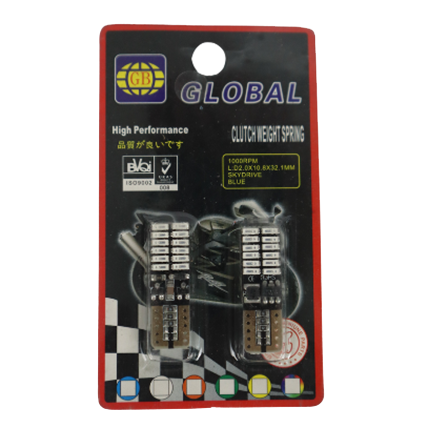 GB
GLOBAL
High Performance
品質が良いです
CLUTCH WEIGHT SPRING
BVQI
ISO9002
008
1000RPM
L:D2.0X10.8X32.1MM
SKYDRIVE
BLUE